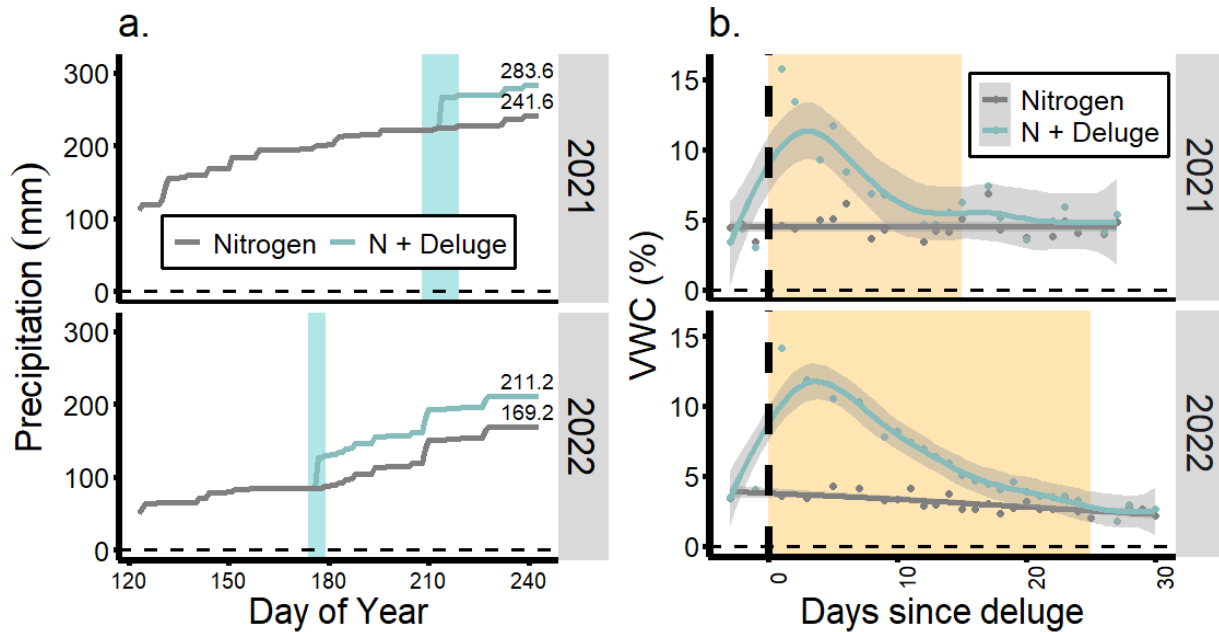 a.
Precipitation (mm)
300
200
100
0
283.6
241.6
Nitrogen N + Deluge
2021
300
200
100
0
211.2
169.2
2022
120 150 180 210 240
Day of Year
b.
VWC (%)
15
10
5
0
Nitrogen
N + Deluge
2021
15
10
5
0
2022
0 10 20 30
Days since deluge